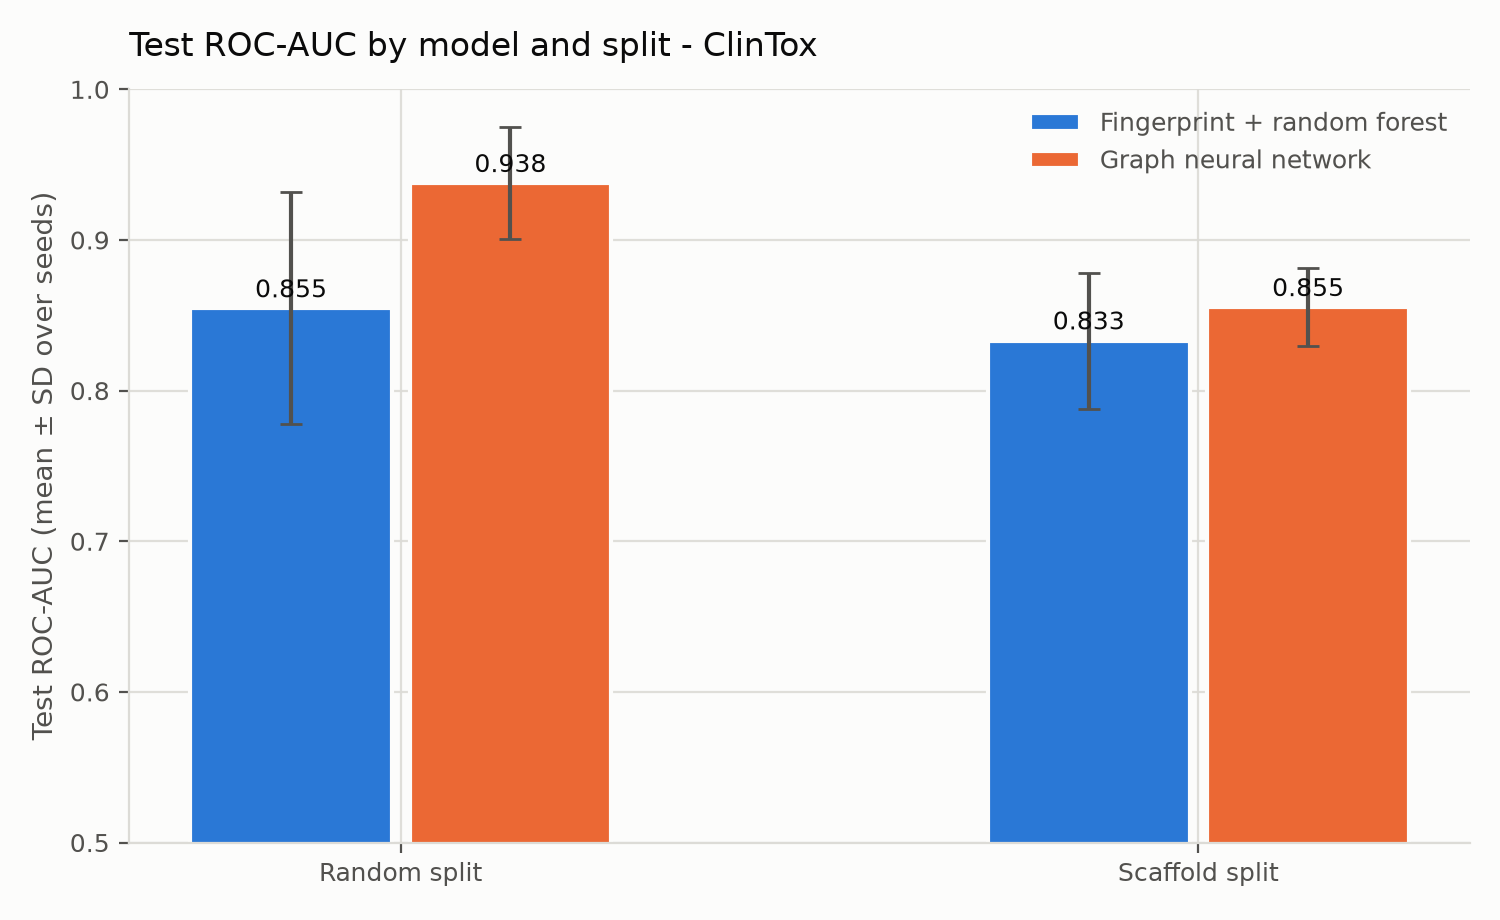 Test ROC-AUC by model and split - ClinTox
Test ROC-AUC (mean ± SD over seeds)
1.0
0.9
0.8
0.7
0.6
0.5
Fingerprint + random forest
Graph neural network
0.855
0.938
0.833
0.855
Random split
Scaffold split